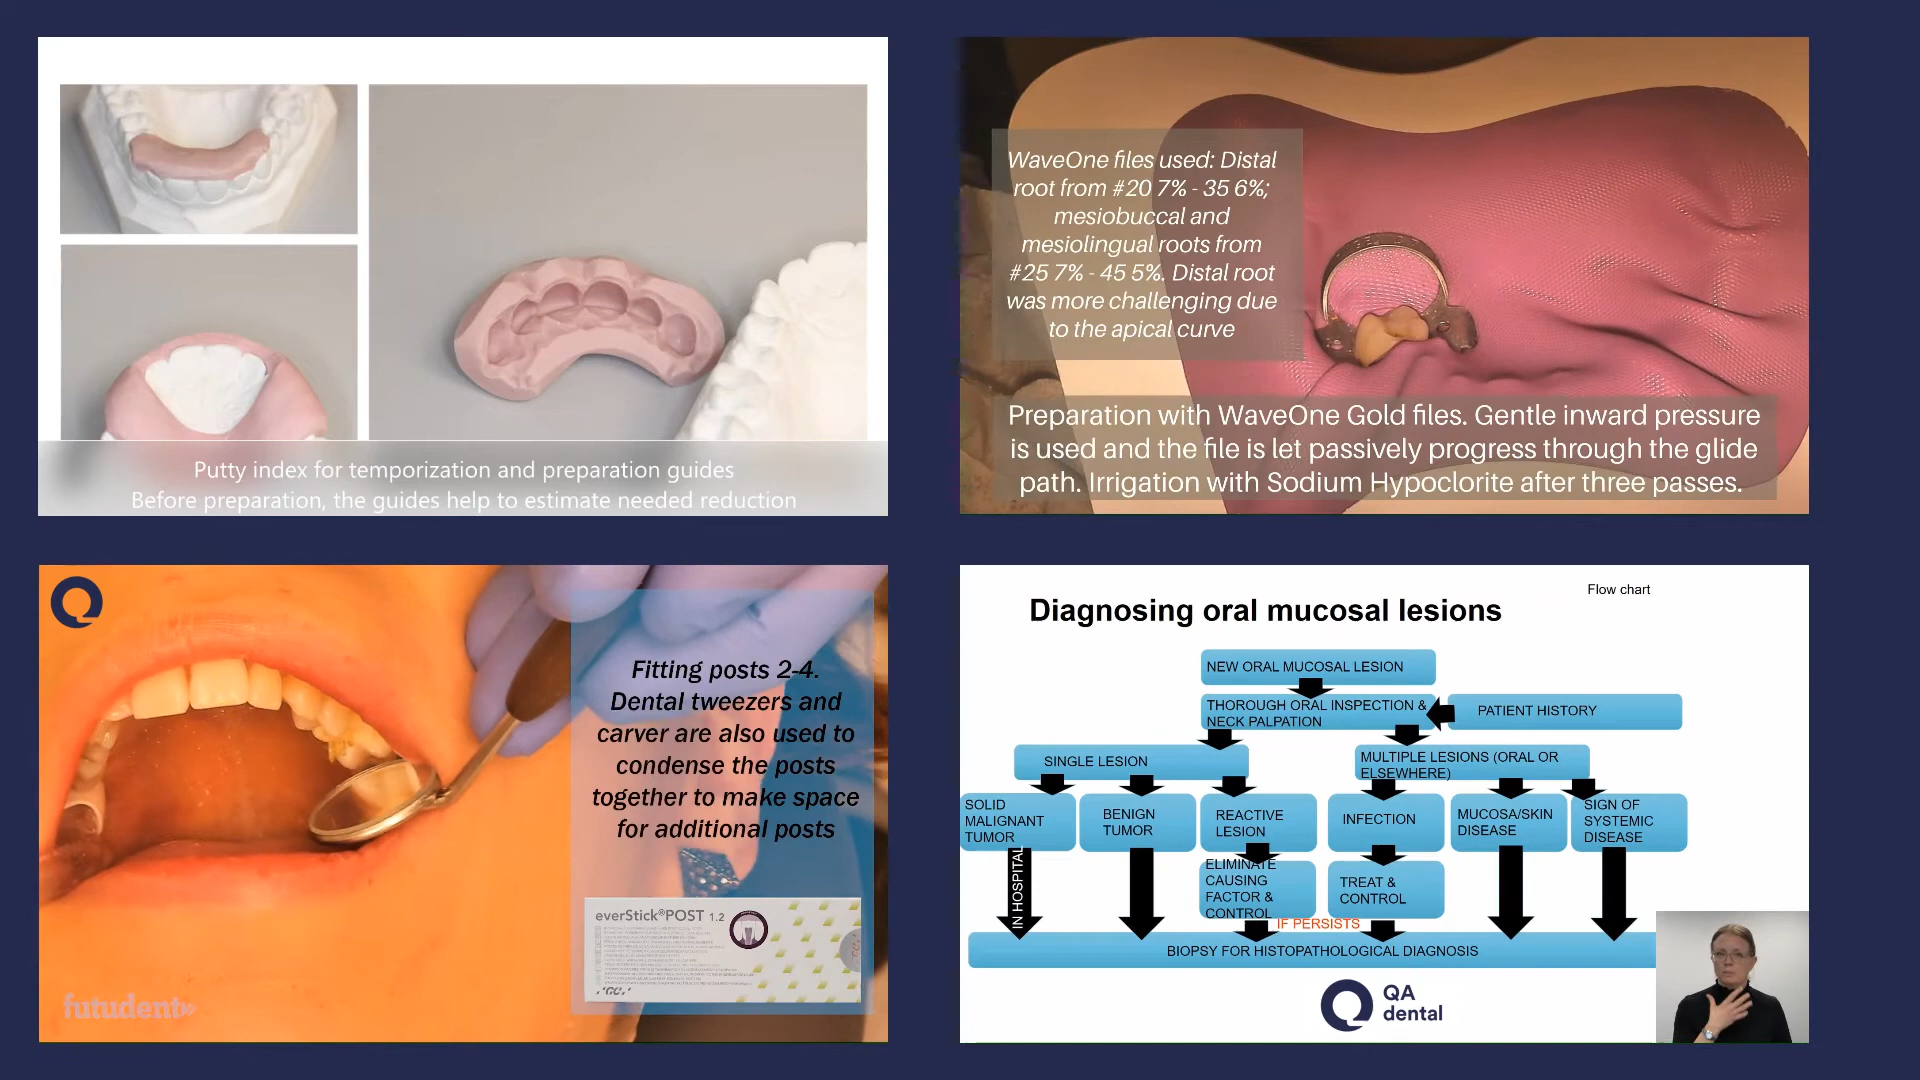 Putty index for temporization and preparation guides
Before preparation, the guides help to estimate needed reduction
WaveOne files used: Distal
root from #20 7% - 35 6%;
mesiobuccal and
mesiolingual roots from
#25 7% - 45 5%. Distal root
was more challenging due
to the apical curve
Preparation with WaveOne Gold files. Gentle inward pressure
is used and the file is let passively progress through the glide
path. Irrigation with Sodium Hypoclorite after three passes.
Fitting posts 2-4.
Dental tweezers and
carver are also used to
condense the posts
together to make space
for additional posts
everStick®POST 1.2
GC
futudent
Flow chart
Diagnosing oral mucosal lesions
NEW ORAL MUCOSAL LESION
THOROUGH ORAL INSPECTION &
NECK PALPATION
PATIENT HISTORY
SINGLE LESION
MULTIPLE LESIONS (ORAL OR
ELSEWHERE)
SOLID
MALIGNANT
TUMOR
BENIGN
TUMOR
REACTIVE
LESION
INFECTION
MUCOSA/SKIN
DISEASE
SIGN OF
SYSTEMIC
DISEASE
IN HOSPITAL
ELIMINATE
CAUSING
FACTOR &
CONTROL
TREAT &
CONTROL
IF PERSISTS
BIOPSY FOR HISTOPATHOLOGICAL DIAGNOSIS
QA
dental